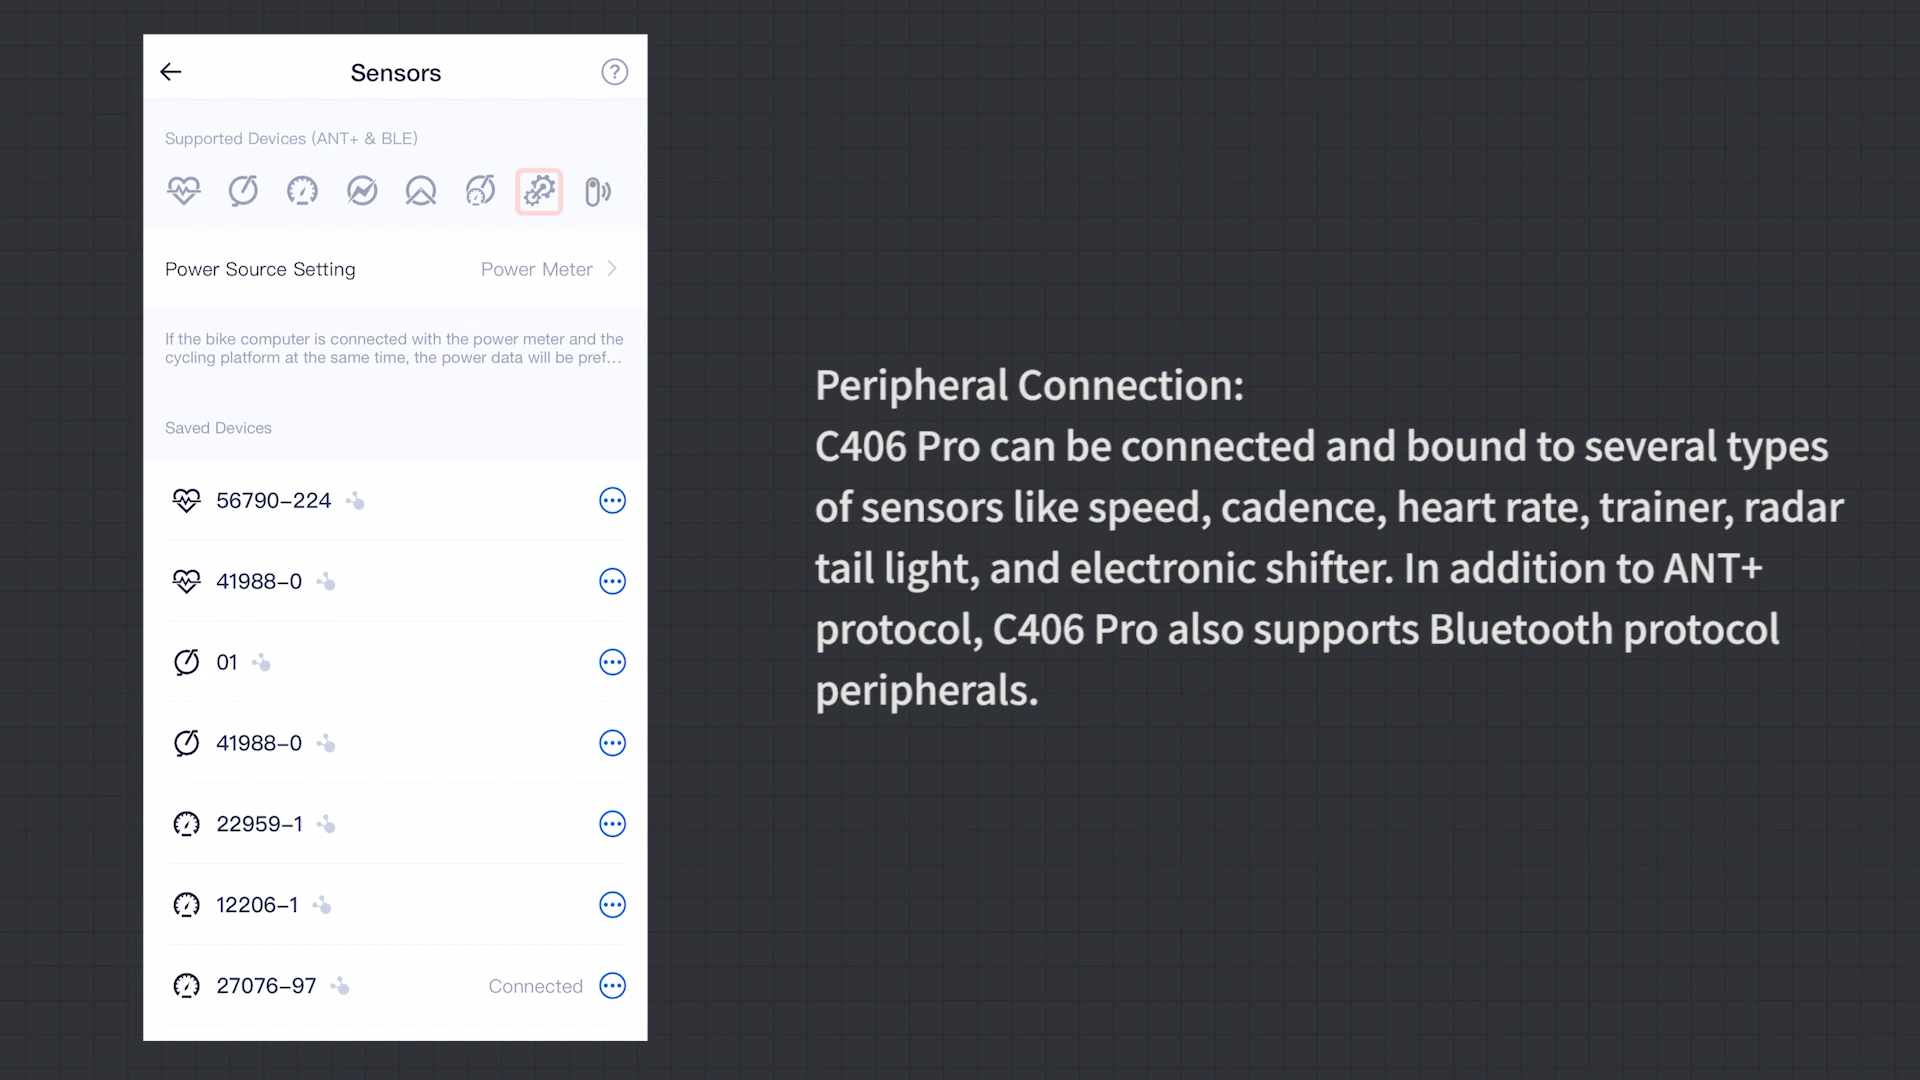 Sensors
?
Supported Devices (ANT+ & BLE)
Power Source Setting
Power Meter
If the bike computer is connected with the power meter and the
cycling platform at the same time, the power data will be pref...
Saved Devices
56790-224
41988-0
01
41988-0
22959-1
12206-1
27076-97
Connected
Peripheral Connection:
C406 Pro can be connected and bound to several types
of sensors like speed, cadence, heart rate, trainer, radar
tail light, and electronic shifter. In addition to ANT+
protocol, C406 Pro also supports Bluetooth protocol
peripherals.